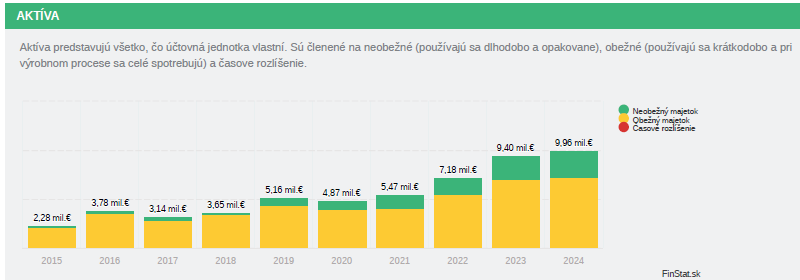 AKTÍVA
Aktíva predstavujú všetko, čo účtovná jednotka vlastní. Sú členené na neobežné (používajú sa dlhodobo a opakovane), obežné (používajú sa krátkodobo a pri
výrobnom procese sa celé spotrebujú) a časove rozlíšenie.
Neobežný majetok
Obežný majetok
Časové rozlíšenie
2,28 mil.€ 3,78 mil.€ 3,14 mil.€ 3,65 mil.€ 5,16 mil.€ 4,87 mil.€ 5,47 mil.€ 7,18 mil.€ 9,40 mil.€ 9,96 mil.€
2015 2016 2017 2018 2019 2020 2021 2022 2023 2024
FinStat.sk